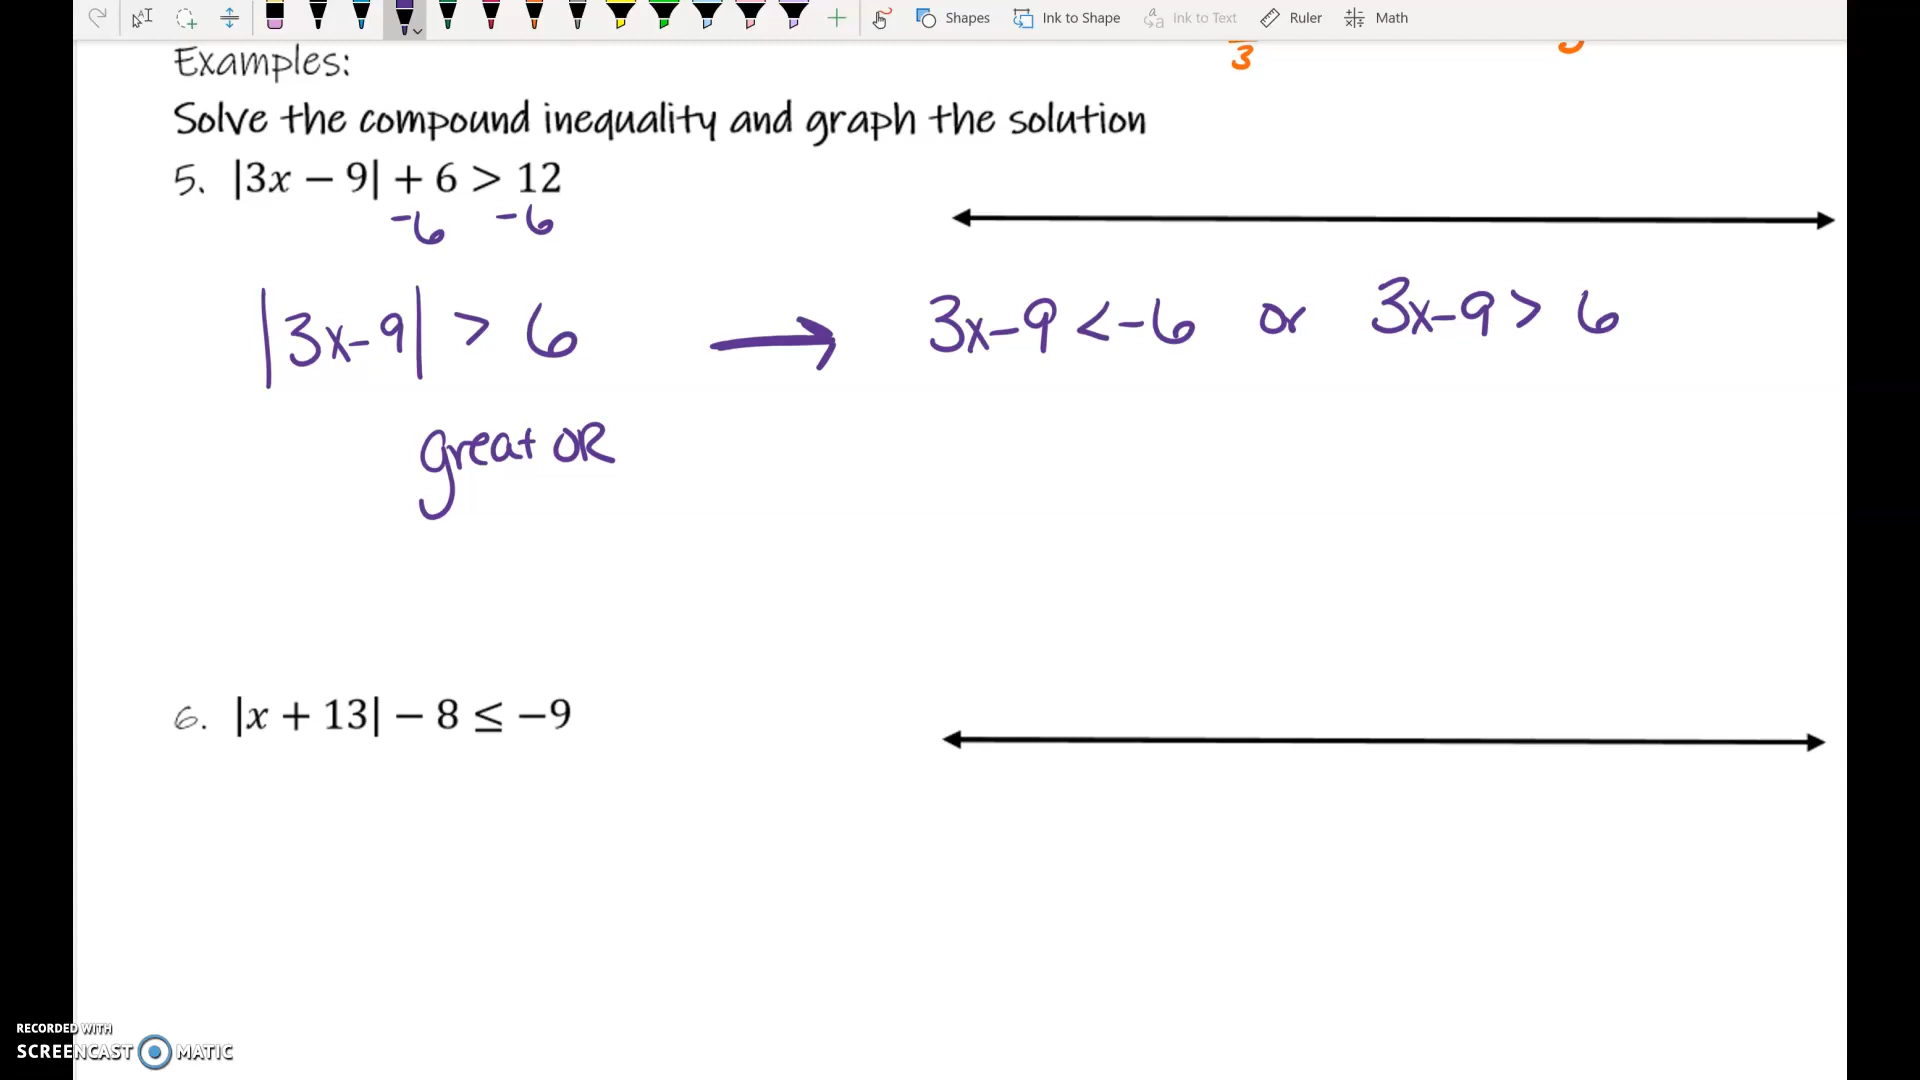 Shapes Ink to Shape Ink to Text Ruler Math
3
Examples:
Solve the compound inequality and graph the solution
5. |3x − 9| + 6 > 12
-6 -6
|3x-9| > 6 → 3x-9 < -6 or 3x-9 > 6
great OR
6. |x + 13| − 8 ≤ −9
RECORDED WITH
SCREENCAST MATIC